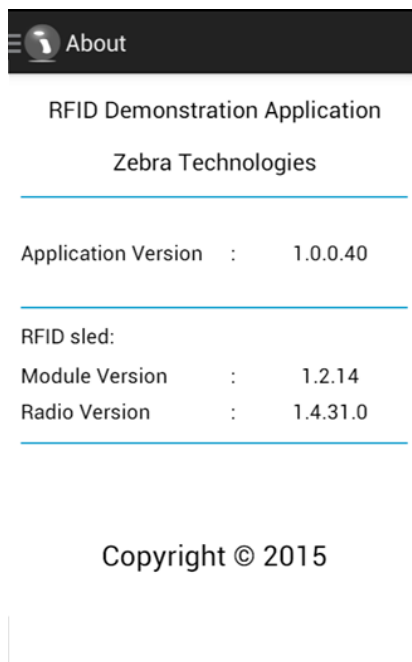 About
RFID Demonstration Application
Zebra Technologies
Application Version : 1.0.0.40
RFID sled:
Module Version : 1.2.14
Radio Version : 1.4.31.0
Copyright © 2015